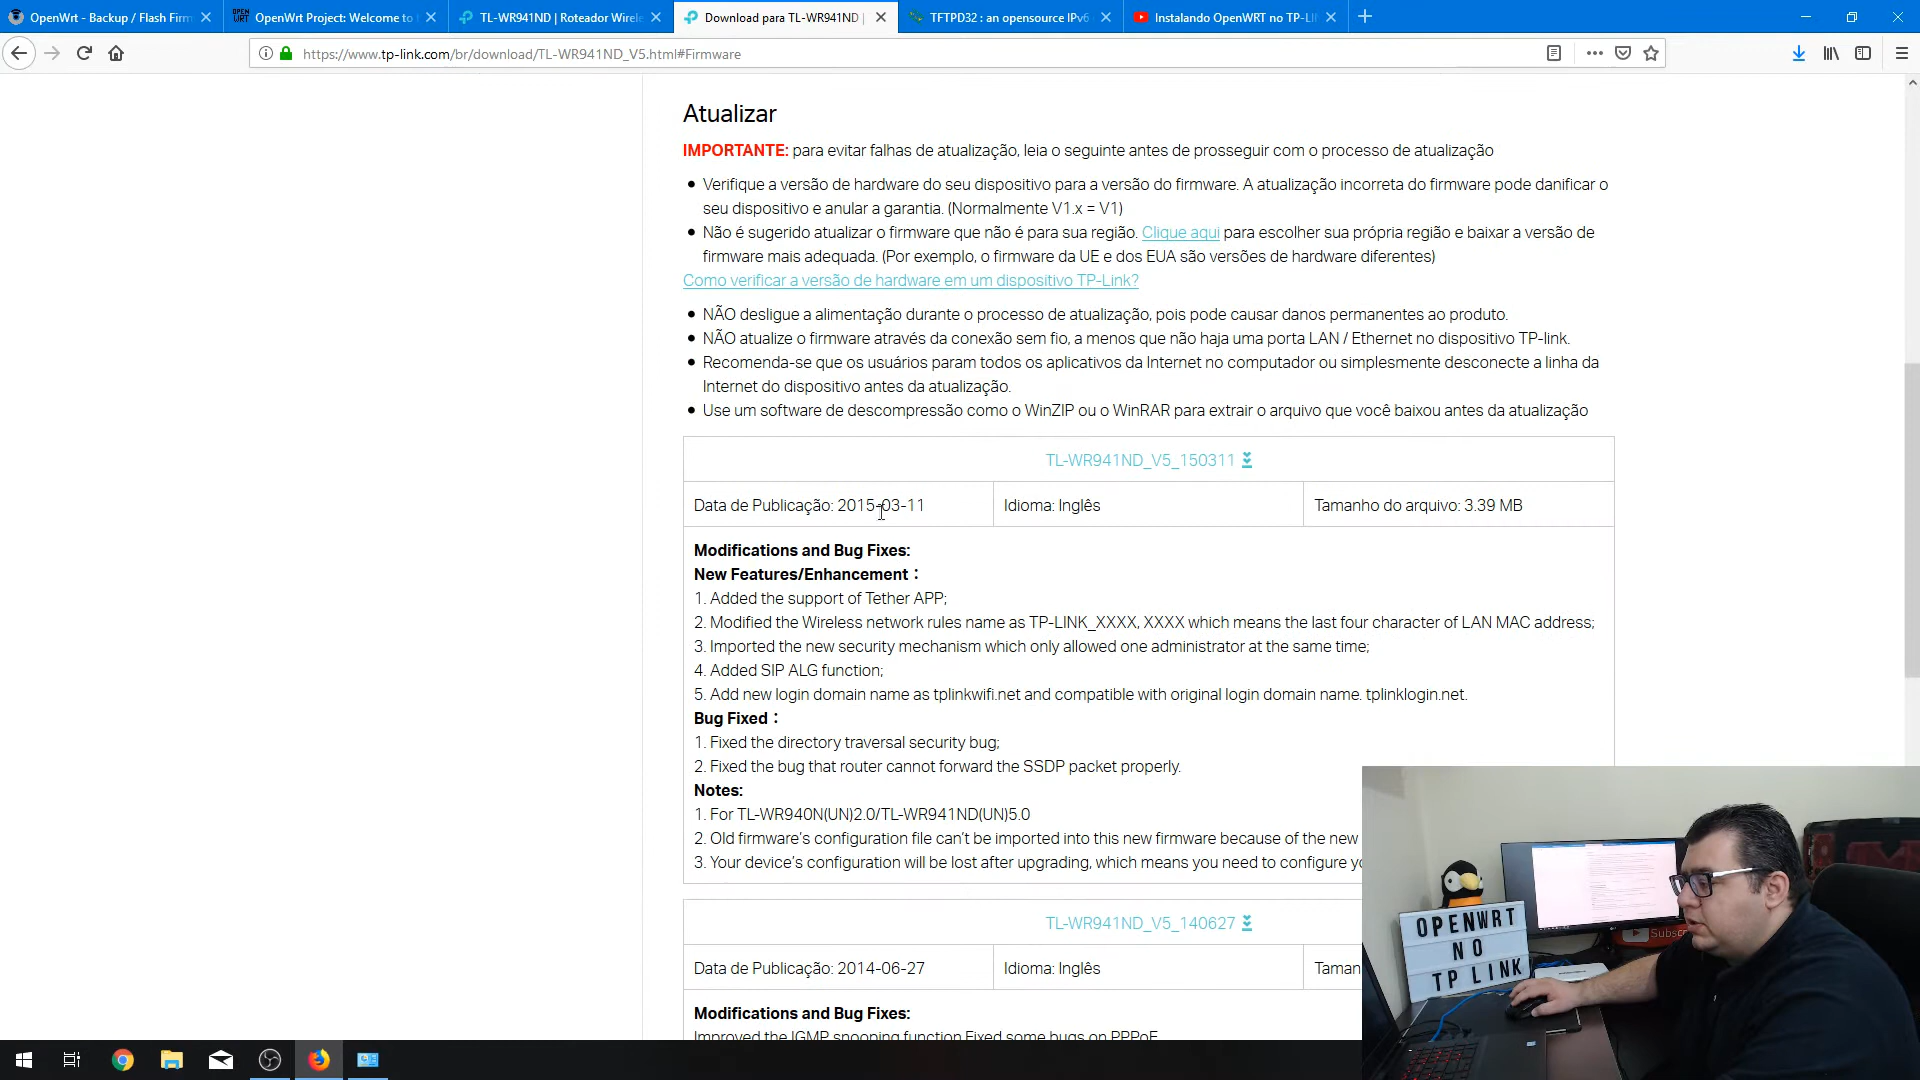 OpenWrt - Backup / Flash Firm
OpenWrt Project: Welcome to
TL-WR941ND | Roteador Wirele
Download para TL-WR941ND |
TFTPD32 : an opensource IPv6
Instalando OpenWRT no TP-LI
https://www.tp-link.com/br/download/TL-WR941ND_V5.html#Firmware
Atualizar
IMPORTANTE: para evitar falhas de atualização, leia o seguinte antes de prosseguir com o processo de atualização
• Verifique a versão de hardware do seu dispositivo para a versão do firmware. A atualização incorreta do firmware pode danificar o
seu dispositivo e anular a garantia. (Normalmente V1.x = V1)
• Não é sugerido atualizar o firmware que não é para sua região. Clique aqui para escolher sua própria região e baixar a versão de
firmware mais adequada. (Por exemplo, o firmware da UE e dos EUA são versões de hardware diferentes)
Como verificar a versão de hardware em um dispositivo TP-Link?
• NÃO desligue a alimentação durante o processo de atualização, pois pode causar danos permanentes ao produto.
• NÃO atualize o firmware através da conexão sem fio, a menos que não haja uma porta LAN / Ethernet no dispositivo TP-link.
• Recomenda-se que os usuários param todos os aplicativos da Internet no computador ou simplesmente desconecte a linha da
Internet do dispositivo antes da atualização.
• Use um software de descompressão como o WinZIP ou o WinRAR para extrair o arquivo que você baixou antes da atualização
TL-WR941ND_V5_150311
Data de Publicação: 2015-03-11
Idioma: Inglês
Tamanho do arquivo: 3.39 MB
Modifications and Bug Fixes:
New Features/Enhancement：
1. Added the support of Tether APP;
2. Modified the Wireless network rules name as TP-LINK_XXXX, XXXX which means the last four character of LAN MAC address;
3. Imported the new security mechanism which only allowed one administrator at the same time;
4. Added SIP ALG function;
5. Add new login domain name as tplinkwifi.net and compatible with original login domain name. tplinklogin.net.
Bug Fixed：
1. Fixed the directory traversal security bug;
2. Fixed the bug that router cannot forward the SSDP packet properly.
Notes:
1. For TL-WR940N(UN)2.0/TL-WR941ND(UN)5.0
2. Old firmware's configuration file can't be imported into this new firmware because of the new
3. Your device's configuration will be lost after upgrading, which means you need to configure yo
TL-WR941ND_V5_140627
Data de Publicação: 2014-06-27
Idioma: Inglês
Taman
Modifications and Bug Fixes:
Improved the IGMP snooping function Fixed some bugs on PPPoE
OPENWRT
NO
TP LINK
Subsc